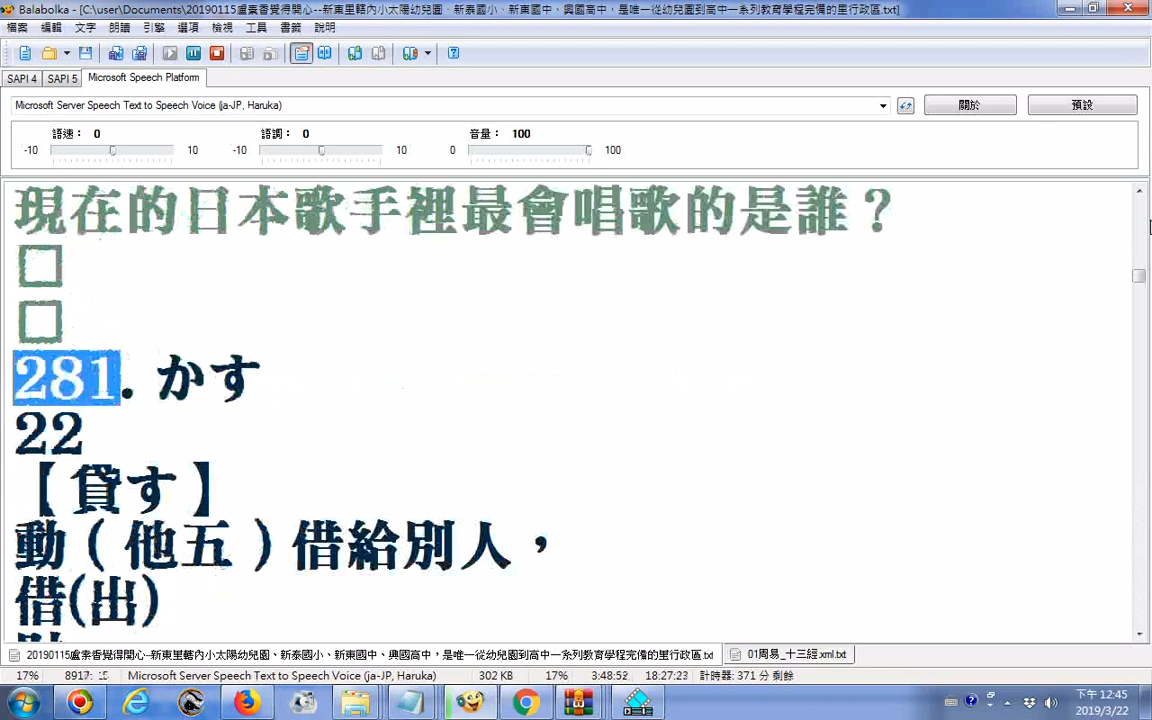 Balabolka - [C:\user\Documents\20190115盧素香覺得開心--新東里轄內小太陽幼兒園、新泰國小、新東國中、興國高中，是唯一從幼兒園到高中一系列教育學程完備的里行政區.txt]
檔案 編輯 文字 朗讀 引擎 選項 檢視 工具 書籤 說明
SAPI 4 SAPI 5 Microsoft Speech Platform
Microsoft Server Speech Text to Speech Voice (ja-JP, Haruka) 關於 預設
語速： 0 語調： 0 音量： 100
-10 10 -10 10 0 100
現在的日本歌手裡最會唱歌的是誰？
□
□
281. かす
22
【貸す】
動（他五）借給別人，
借(出)
20190115盧素香覺得開心--新東里轄內小太陽幼兒園、新泰國小、新東國中、興國高中，是唯一從幼兒園到高中一系列教育學程完備的里行政區.txt 01周易_十三經.xml.txt
17% 8917: 15 Microsoft Server Speech Text to Speech Voice (ja-JP, Haruka) 302 KB 17% 3:48:52 18:27:23 計時器: 371 分 剩餘
下午 12:45
2019/3/22